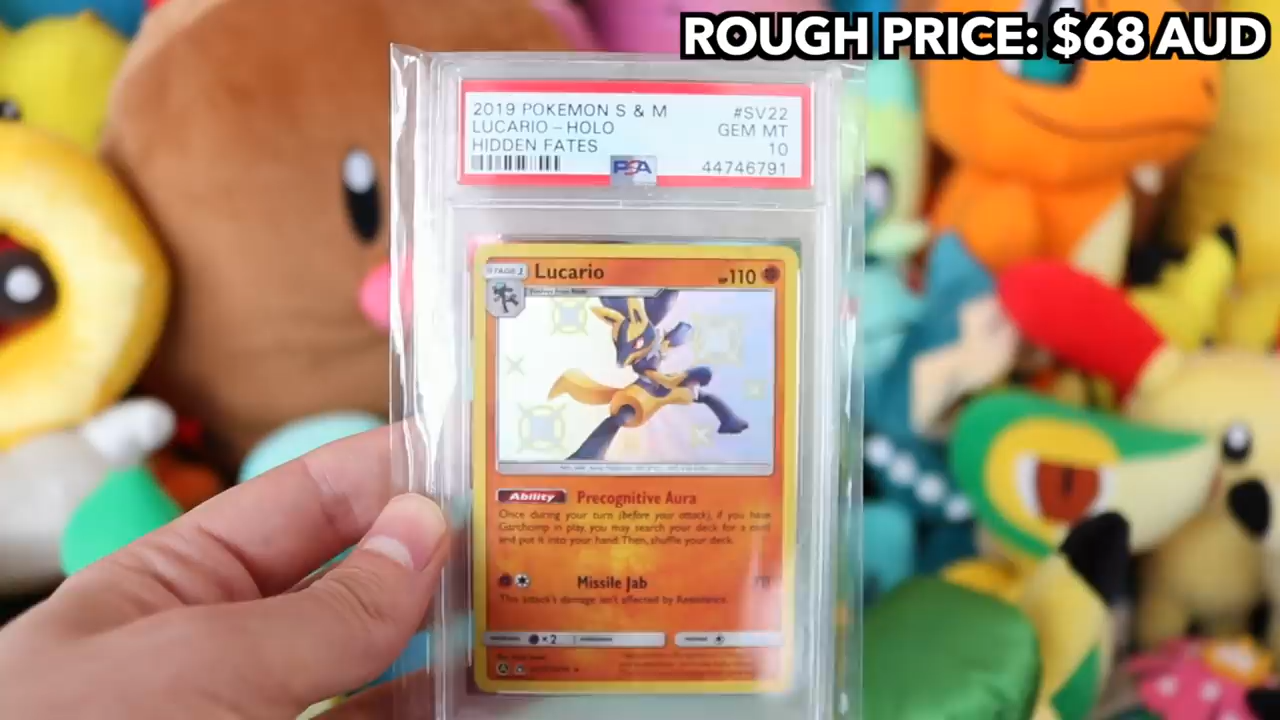 ROUGH PRICE: $68 AUD
2019 POKEMON S & M #SV22
LUCARIO – HOLO GEM MT
HIDDEN FATES 10
PSA 44746791
STAGE 1 Lucario HP110
Ability Precognitive Aura
Once during your turn (before your attack), if you have
Garchomp in play, you may search your deck for a card
and put it into your hand. Then, shuffle your deck.
Missile Jab
This attack's damage isn't affected by Resistance.
×2